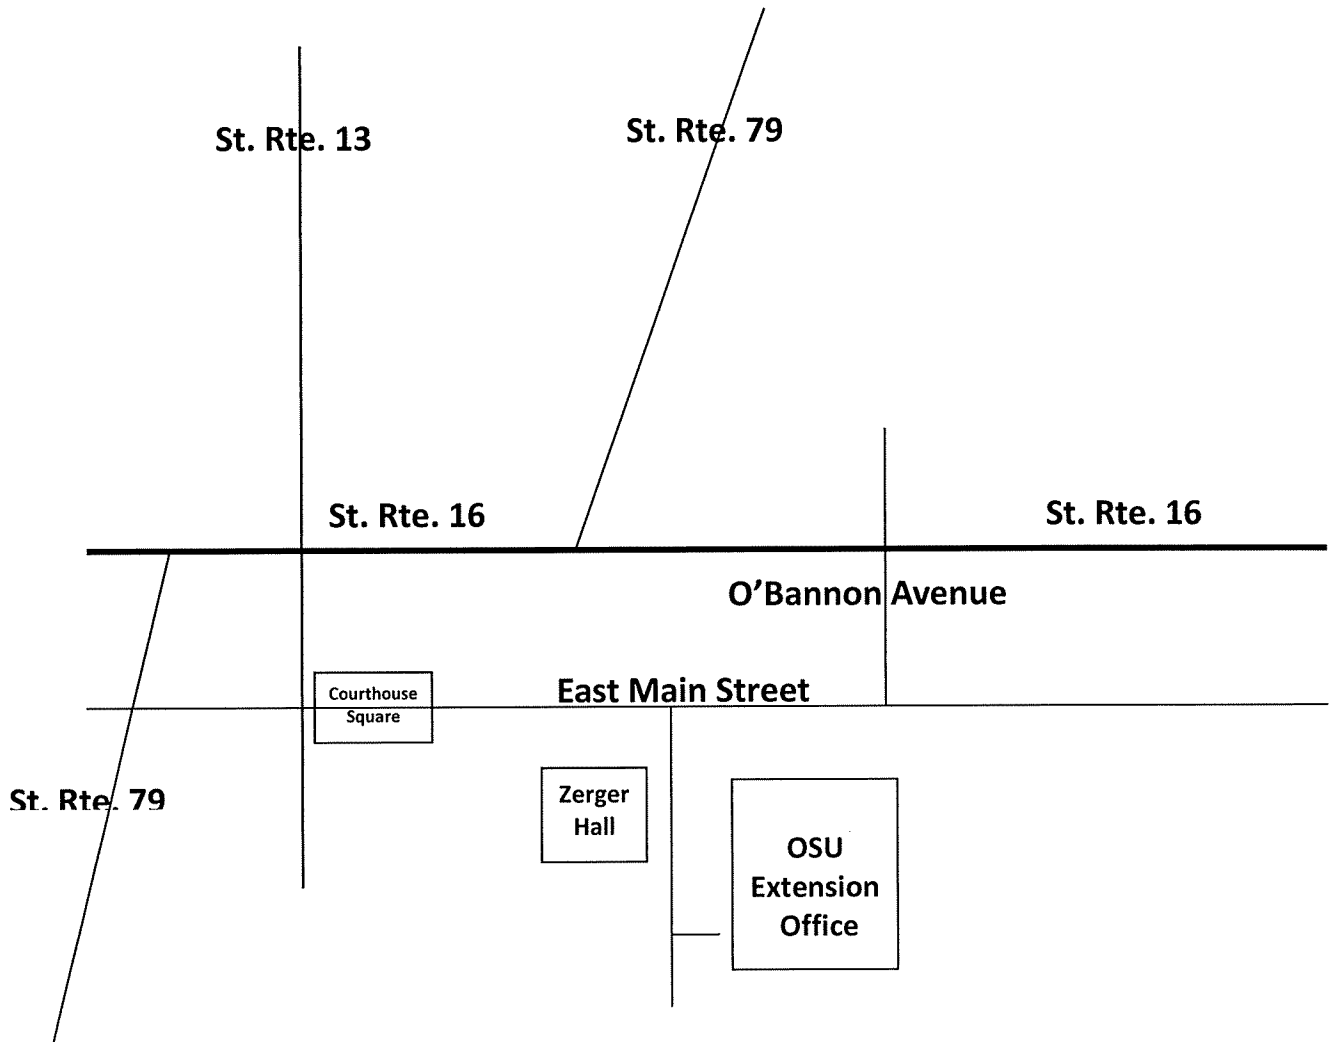 St. Rte. 13
St. Rte. 79
St. Rte. 16
St. Rte. 16
O’Bannon Avenue
East Main Street
Courthouse
Square
St. Rte. 79
Zerger
Hall
OSU
Extension
Office